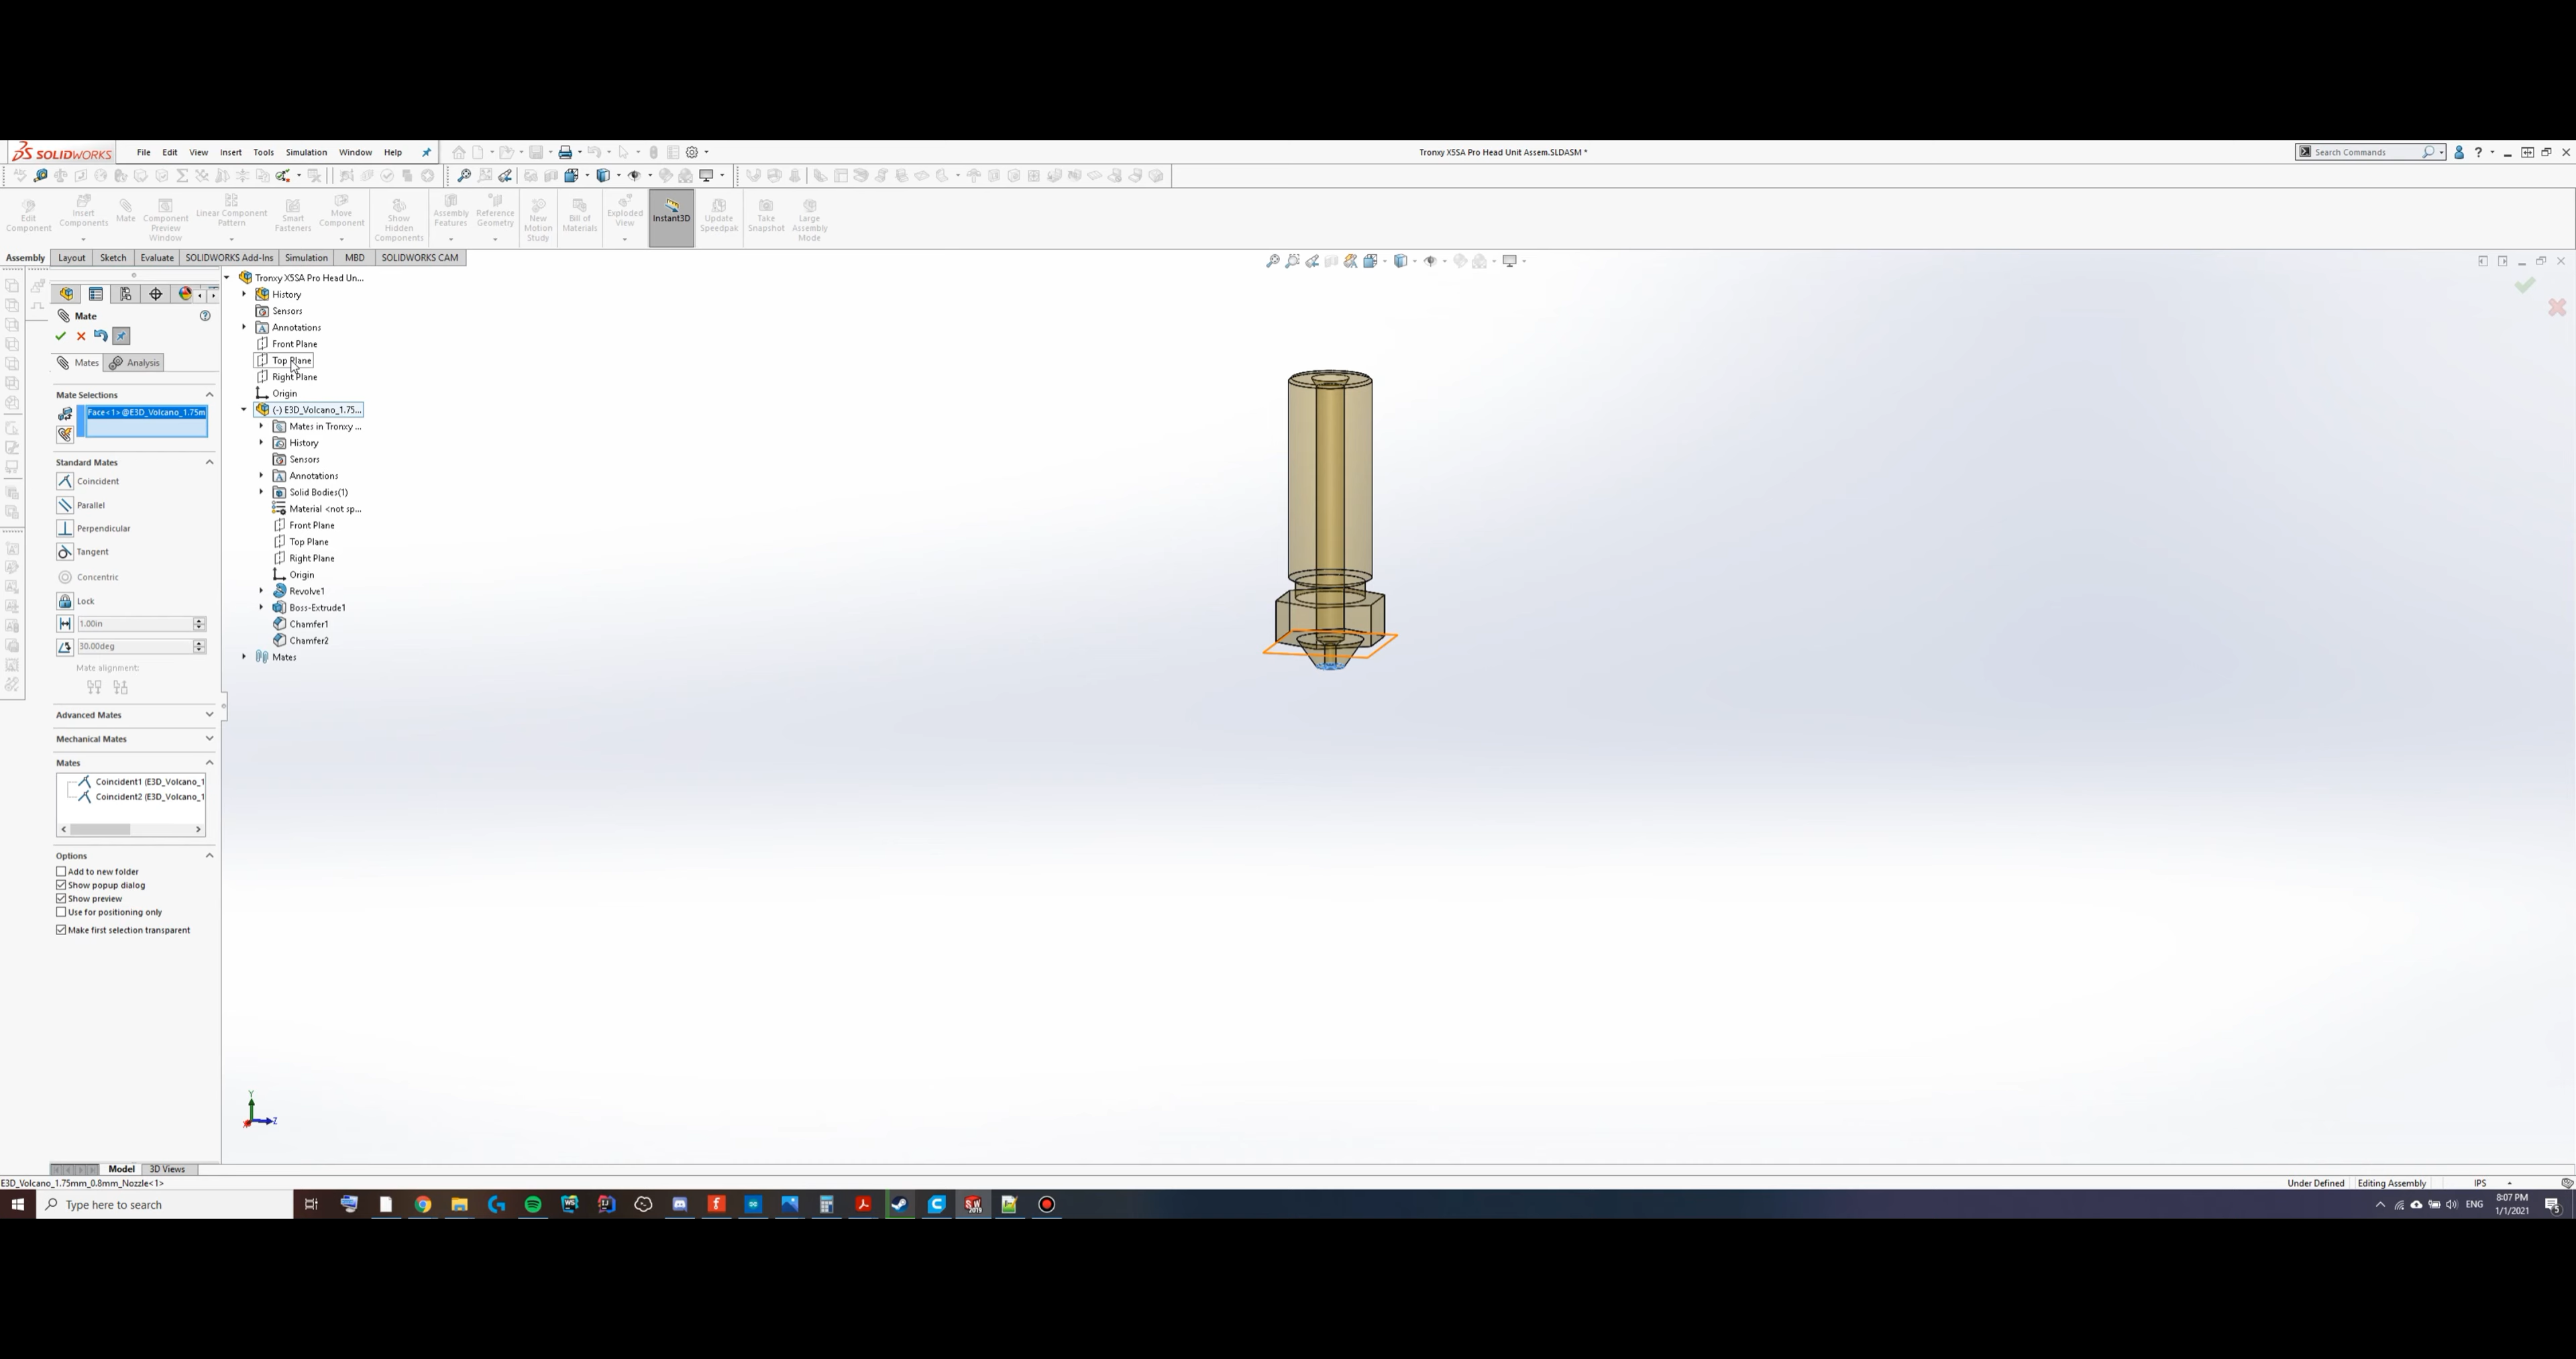 SOLIDWORKS File Edit View Insert Tools Simulation Window Help
Tronxy X5SA Pro Head Unit Assem.SLDASM *
Search Commands
?
Edit Component
Insert Components
Mate
Component Preview Window
Linear Component Pattern
Smart Fasteners
Move Component
Show Hidden Components
Assembly Features
Reference Geometry
New Motion Study
Bill of Materials
Exploded View
Instant3D
Update Speedpak
Take Snapshot
Large Assembly Mode
Assembly Layout Sketch Evaluate SOLIDWORKS Add-Ins Simulation MBD SOLIDWORKS CAM
Mate
Mates Analysis
Mate Selections
Face<1>@E3D_Volcano_1.75m
Standard Mates
Coincident
Parallel
Perpendicular
Tangent
Concentric
Lock
1.00in
30.00deg
Mate alignment:
Advanced Mates
Mechanical Mates
Mates
Coincident1 (E3D_Volcano_1
Coincident2 (E3D_Volcano_1
Options
Add to new folder
Show popup dialog
Show preview
Use for positioning only
Make first selection transparent
Tronxy X5SA Pro Head Un...
History
Sensors
Annotations
Front Plane
Top Plane
Right Plane
Origin
(-) E3D_Volcano_1.75...
Mates in Tronxy ...
History
Sensors
Annotations
Solid Bodies(1)
Material <not sp...
Front Plane
Top Plane
Right Plane
Origin
Revolve1
Boss-Extrude1
Chamfer1
Chamfer2
Mates
Y
Z
Model 3D Views
E3D_Volcano_1.75mm_0.8mm_Nozzle<1>
Under Defined Editing Assembly IPS
Type here to search
ENG
8:07 PM
1/1/2021
5